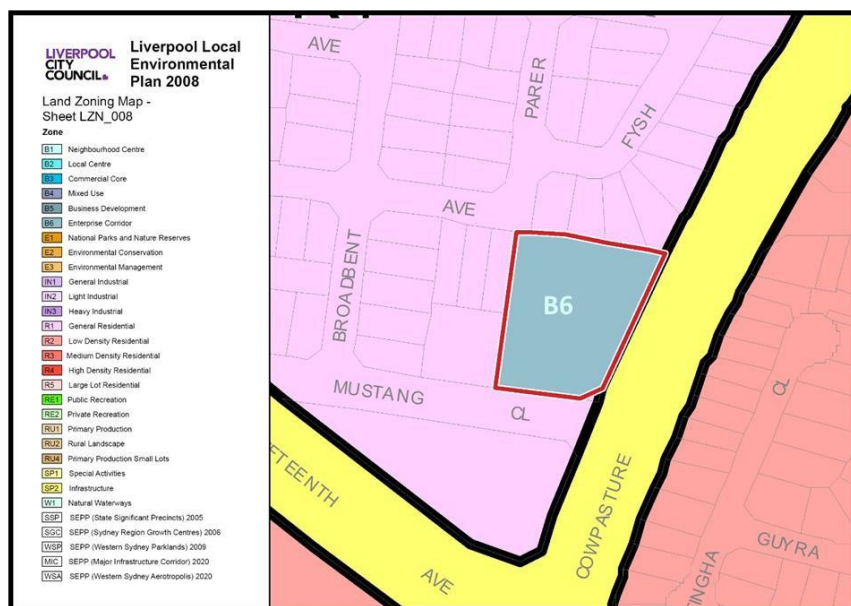 LIVERPOOL
CITY
COUNCIL
Liverpool Local
Environmental
Plan 2008
Land Zoning Map -
Sheet LZN_008
Zone
B1 Neighbourhood Centre
B2 Local Centre
B3 Commercial Core
B4 Mixed Use
B5 Business Development
B6 Enterprise Corridor
E1 National Parks and Nature Reserves
E2 Environmental Conservation
E3 Environmental Management
IN1 General Industrial
IN2 Light Industrial
IN3 Heavy Industrial
R1 General Residential
R2 Low Density Residential
R3 Medium Density Residential
R4 High Density Residential
R5 Large Lot Residential
RE1 Public Recreation
RE2 Private Recreation
RU1 Primary Production
RU2 Rural Landscape
RU4 Primary Production Small Lots
SP1 Special Activities
SP2 Infrastructure
W1 Natural Waterways
SSP SEPP (State Significant Precincts) 2005
SGC SEPP (Sydney Region Growth Centres) 2006
WSP SEPP (Western Sydney Parklands) 2009
MIC SEPP (Major Infrastructure Corridor) 2020
WSA SEPP (Western Sydney Aerotropolis) 2020
AVE
PARER
FYSH
AVE
BROADBENT
B6
MUSTANG
CL
CL
ETEENTH
AVE
COWPASTURE
GUYRA
TINGHA